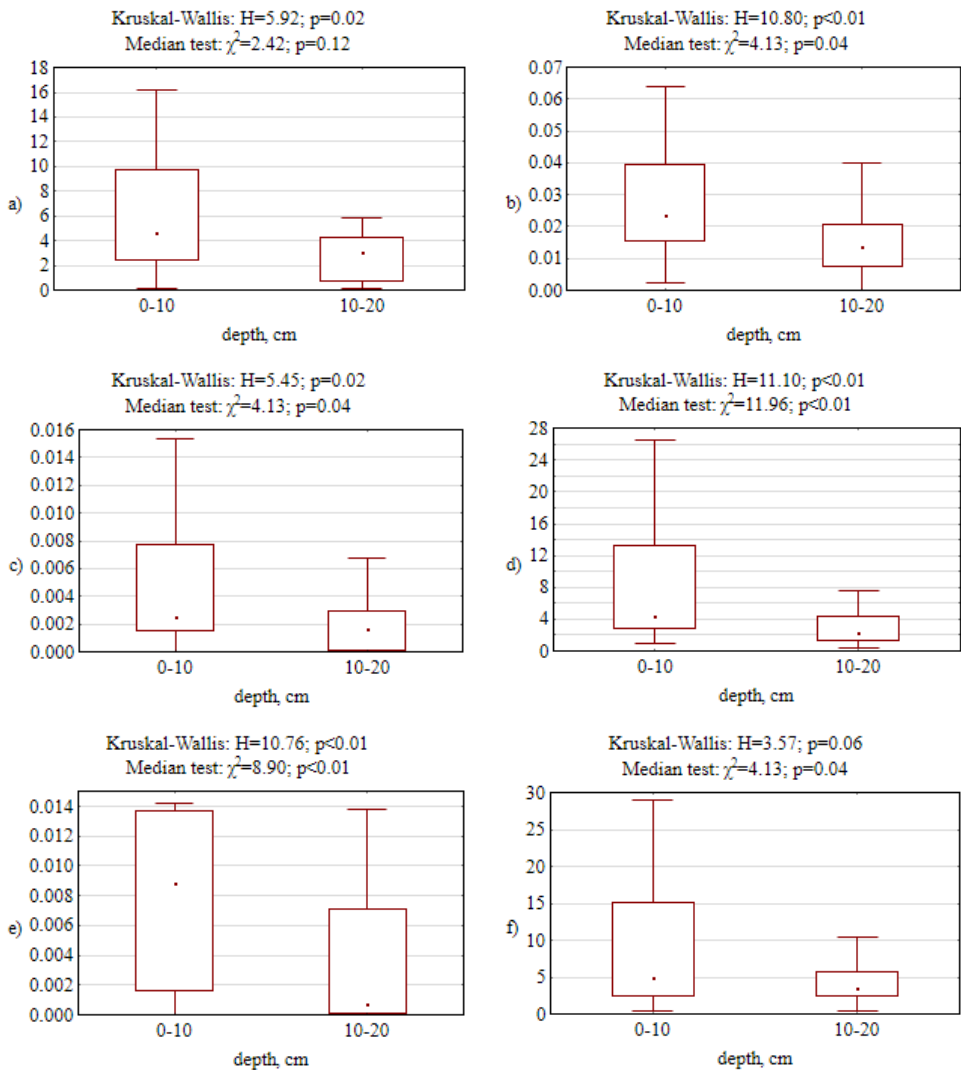 Kruskal-Wallis: H=5.92; p=0.02
Median test: χ²=2.42; p=0.12
18
16
14
12
10
8
6
4
2
0
a)
0-10 10-20
depth, cm
Kruskal-Wallis: H=10.80; p<0.01
Median test: χ²=4.13; p=0.04
0.07
0.06
0.05
0.04
0.03
0.02
0.01
0.00
b)
0-10 10-20
depth, cm
Kruskal-Wallis: H=5.45; p=0.02
Median test: χ²=4.13; p=0.04
0.016
0.014
0.012
0.010
0.008
0.006
0.004
0.002
0.000
c)
0-10 10-20
depth, cm
Kruskal-Wallis: H=11.10; p<0.01
Median test: χ²=11.96; p<0.01
28
24
20
16
12
8
4
0
d)
0-10 10-20
depth, cm
Kruskal-Wallis: H=10.76; p<0.01
Median test: χ²=8.90; p<0.01
0.014
0.012
0.010
0.008
0.006
0.004
0.002
0.000
e)
0-10 10-20
depth, cm
Kruskal-Wallis: H=3.57; p=0.06
Median test: χ²=4.13; p=0.04
30
25
20
15
10
5
0
f)
0-10 10-20
depth, cm